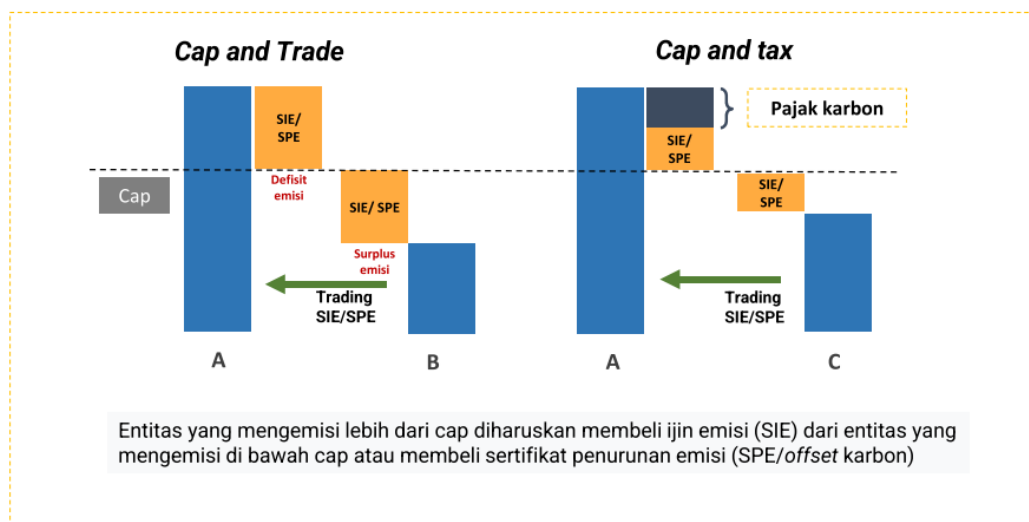 Cap and Trade
SIE/
SPE
Cap
Defisit
emisi
SIE/ SPE
Surplus
emisi
Trading
SIE/SPE
A
B
Cap and tax
Pajak karbon
SIE/
SPE
SIE/
SPE
Trading
SIE/SPE
A
C
Entitas yang mengemisi lebih dari cap diharuskan membeli ijin emisi (SIE) dari entitas yang
mengemisi di bawah cap atau membeli sertifikat penurunan emisi (SPE/offset karbon)